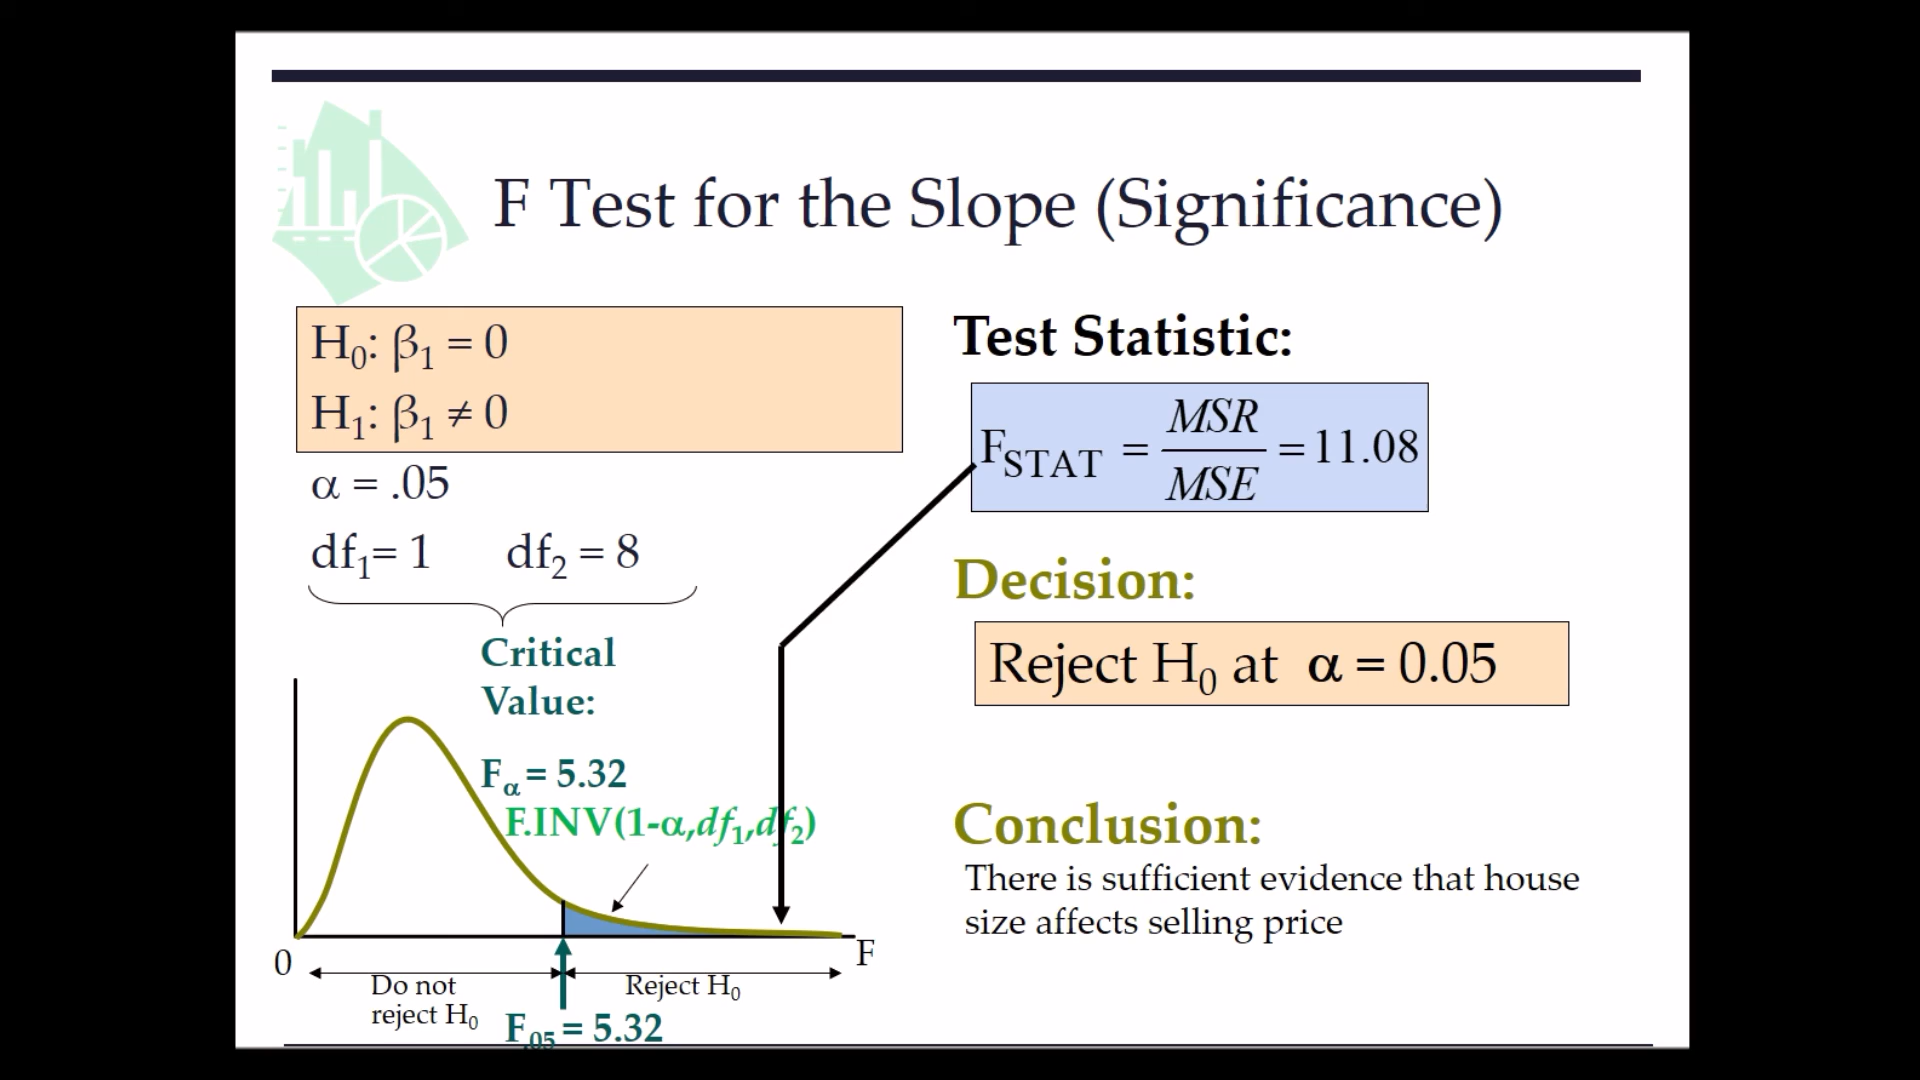 F Test for the Slope (Significance)
H₀: β₁ = 0
H₁: β₁ ≠ 0
α = .05
df₁= 1 df₂ = 8
Critical
Value:
Fα = 5.32
F.INV(1-α,df₁,df₂)
0
F
Do not
reject H₀
Reject H₀
F.05 = 5.32
Test Statistic:
F_STAT = MSR / MSE = 11.08
Decision:
Reject H₀ at α = 0.05
Conclusion:
There is sufficient evidence that house
size affects selling price